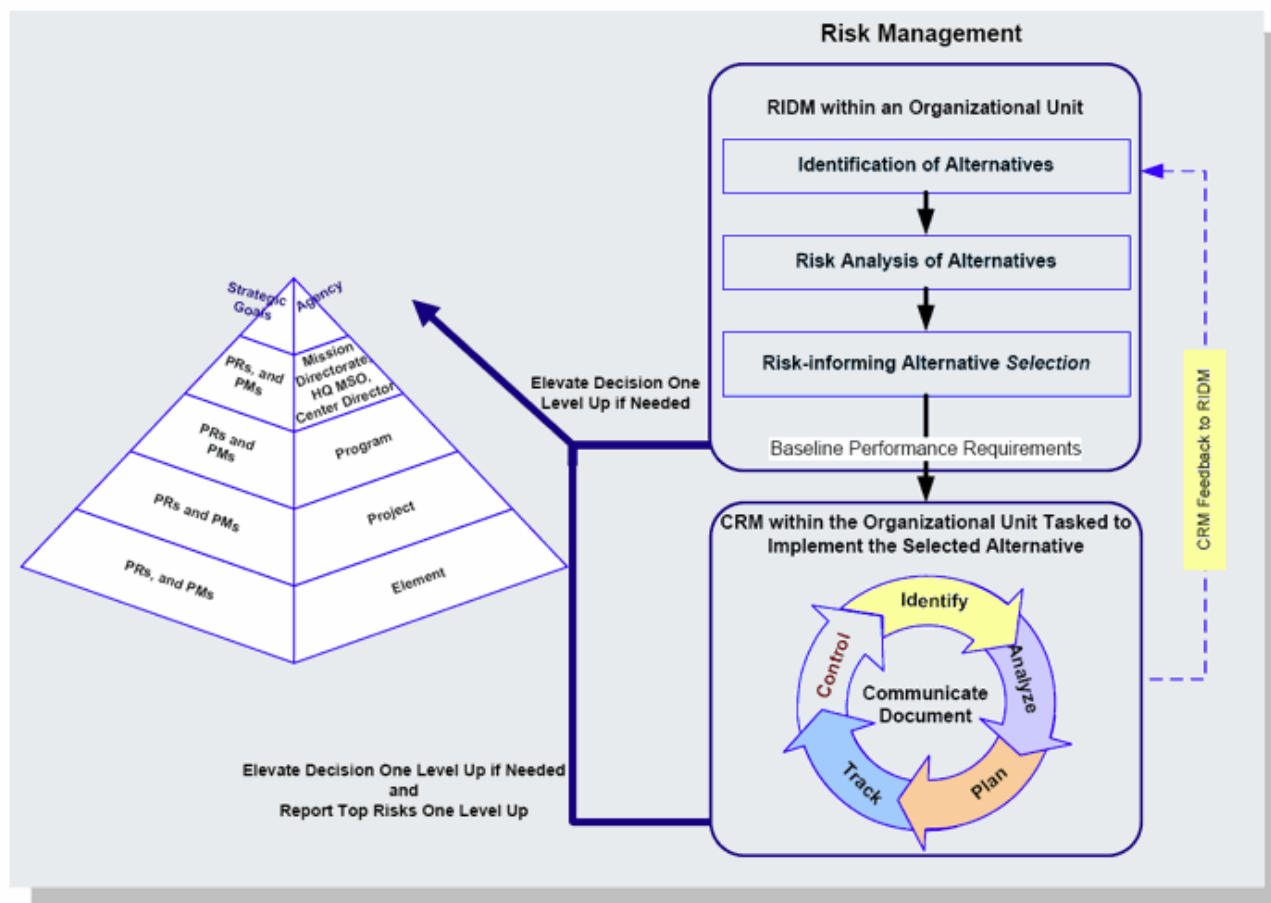 Risk Management
RIDM within an Organizational Unit
Identification of Alternatives
Risk Analysis of Alternatives
Risk-informing Alternative Selection
Baseline Performance Requirements
CRM within the Organizational Unit Tasked to
Implement the Selected Alternative
Identify
Analyze
Plan
Track
Control
Communicate
Document
CRM Feedback to RIDM
Elevate Decision One
Level Up if Needed
Elevate Decision One Level Up if Needed
and
Report Top Risks One Level Up
Strategic
Goals
Agency
PRs, and
PMs
Mission
Directorate,
HQ MSO,
Center Director
PRs and
PMs
Program
PRs and PMs
Project
PRs, and PMs
Element